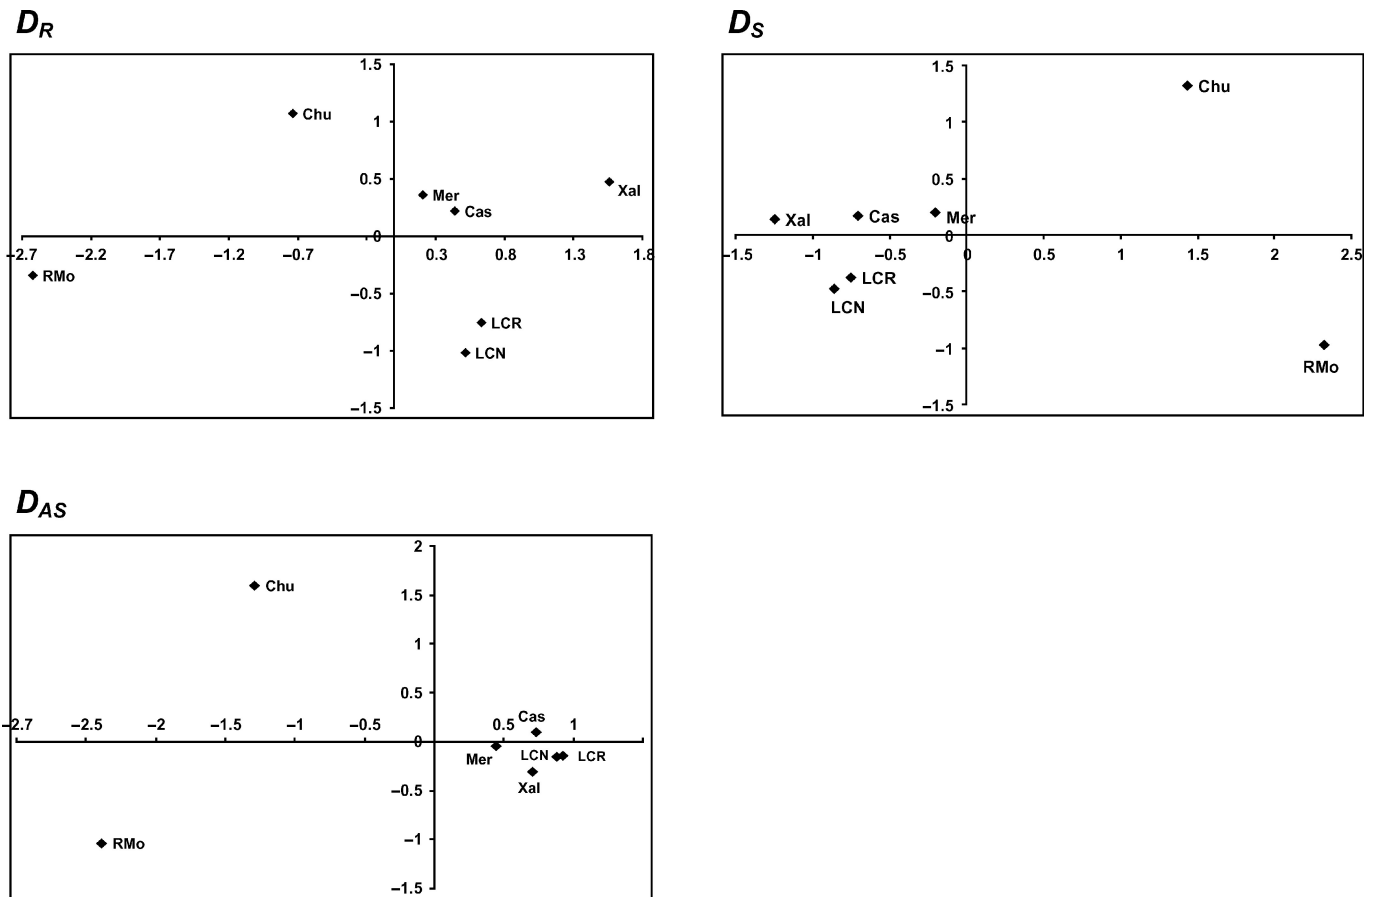 D_R
1.5
Chu
1
0.5
Xal
Mer
Cas
0
–2.7 –2.2 –1.7 –1.2 –0.7 0.3 0.8 1.3 1.8
RMo
–0.5
LCR
–1
LCN
–1.5
D_S
1.5
Chu
1
0.5
Xal Cas Mer
0
–1.5 –1 –0.5 0 0.5 1 1.5 2 2.5
LCR
–0.5
LCN
–1
RMo
–1.5
D_AS
2
Chu
1.5
1
0.5
Cas
–2.7 –2.5 –2 –1.5 –1 –0.5 0.5 1
0
Mer LCN LCR
Xal
–0.5
–1
RMo
–1.5